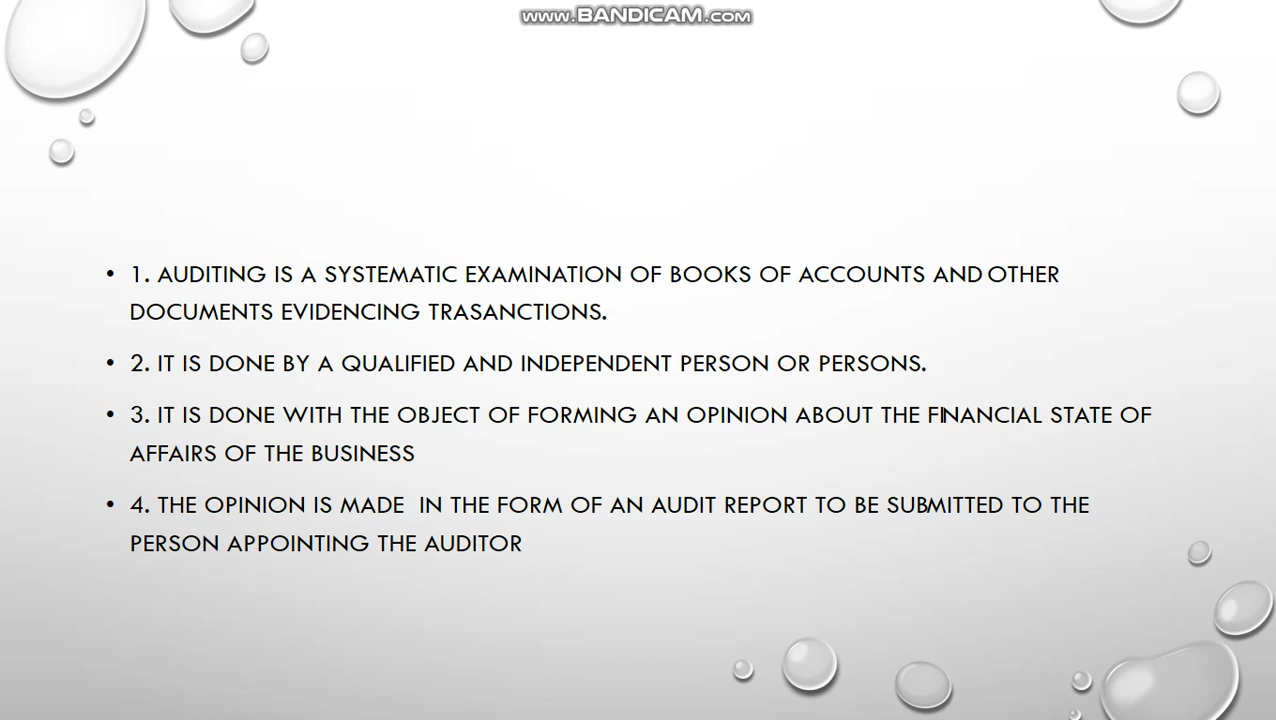 www.BANDICAM.com
• 1. AUDITING IS A SYSTEMATIC EXAMINATION OF BOOKS OF ACCOUNTS AND OTHER
DOCUMENTS EVIDENCING TRASANCTIONS.
• 2. IT IS DONE BY A QUALIFIED AND INDEPENDENT PERSON OR PERSONS.
• 3. IT IS DONE WITH THE OBJECT OF FORMING AN OPINION ABOUT THE FINANCIAL STATE OF
AFFAIRS OF THE BUSINESS
• 4. THE OPINION IS MADE  IN THE FORM OF AN AUDIT REPORT TO BE SUBMITTED TO THE
PERSON APPOINTING THE AUDITOR